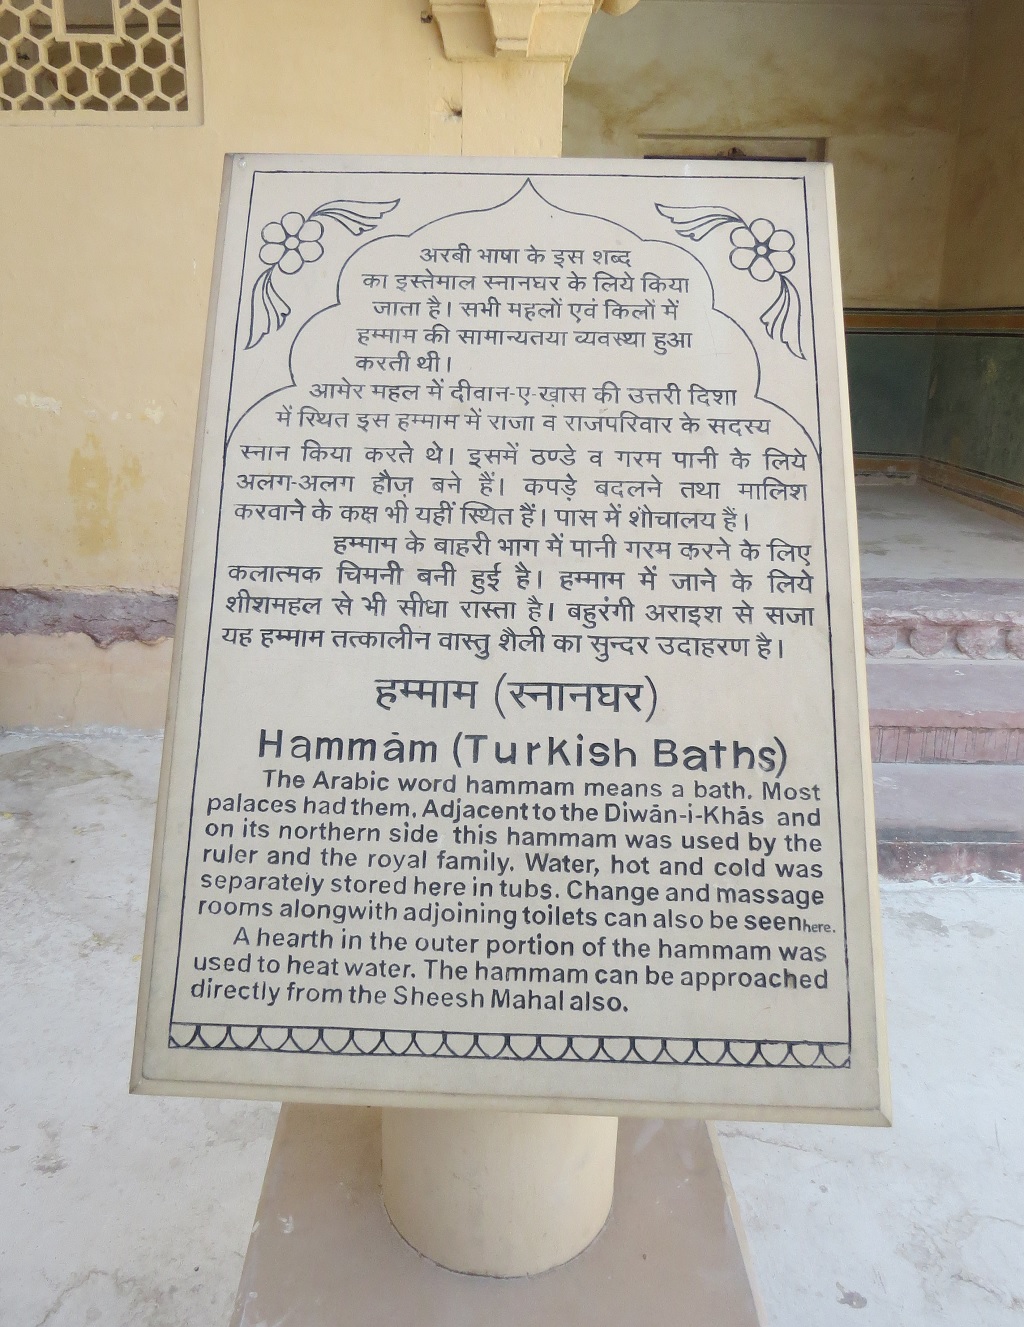 अरबी भाषा के इस शब्द
का इस्तेमाल स्नानघर के लिये किया
जाता है। सभी महलों एवं किलों में
हम्माम की सामान्यतया व्यवस्था हुआ
करती थी।
आमेर महल में दीवान-ए-ख़ास की उत्तरी दिशा
में स्थित इस हम्माम में राजा व राजपरिवार के सदस्य
स्नान किया करते थे। इसमें ठण्डे व गरम पानी के लिये
अलग-अलग हौज़ बने हैं। कपड़े बदलने तथा मालिश
करवाने के कक्ष भी यहीं स्थित हैं। पास में शौचालय हैं।
हम्माम के बाहरी भाग में पानी गरम करने के लिए
कलात्मक चिमनी बनी हुई है। हम्माम में जाने के लिये
शीशमहल से भी सीधा रास्ता है। बहुरंगी अराइश से सजा
यह हम्माम तत्कालीन वास्तु शैली का सुन्दर उदाहरण है।
हम्माम (स्नानघर)
Hammām (Turkish Baths)
The Arabic word hammam means a bath. Most
palaces had them. Adjacent to the Diwān-i-Khās and
on its northern side this hammam was used by the
ruler and the royal family. Water, hot and cold was
separately stored here in tubs. Change and massage
rooms alongwith adjoining toilets can also be seen here.
A hearth in the outer portion of the hammam was
used to heat water. The hammam can be approached
directly from the Sheesh Mahal also.